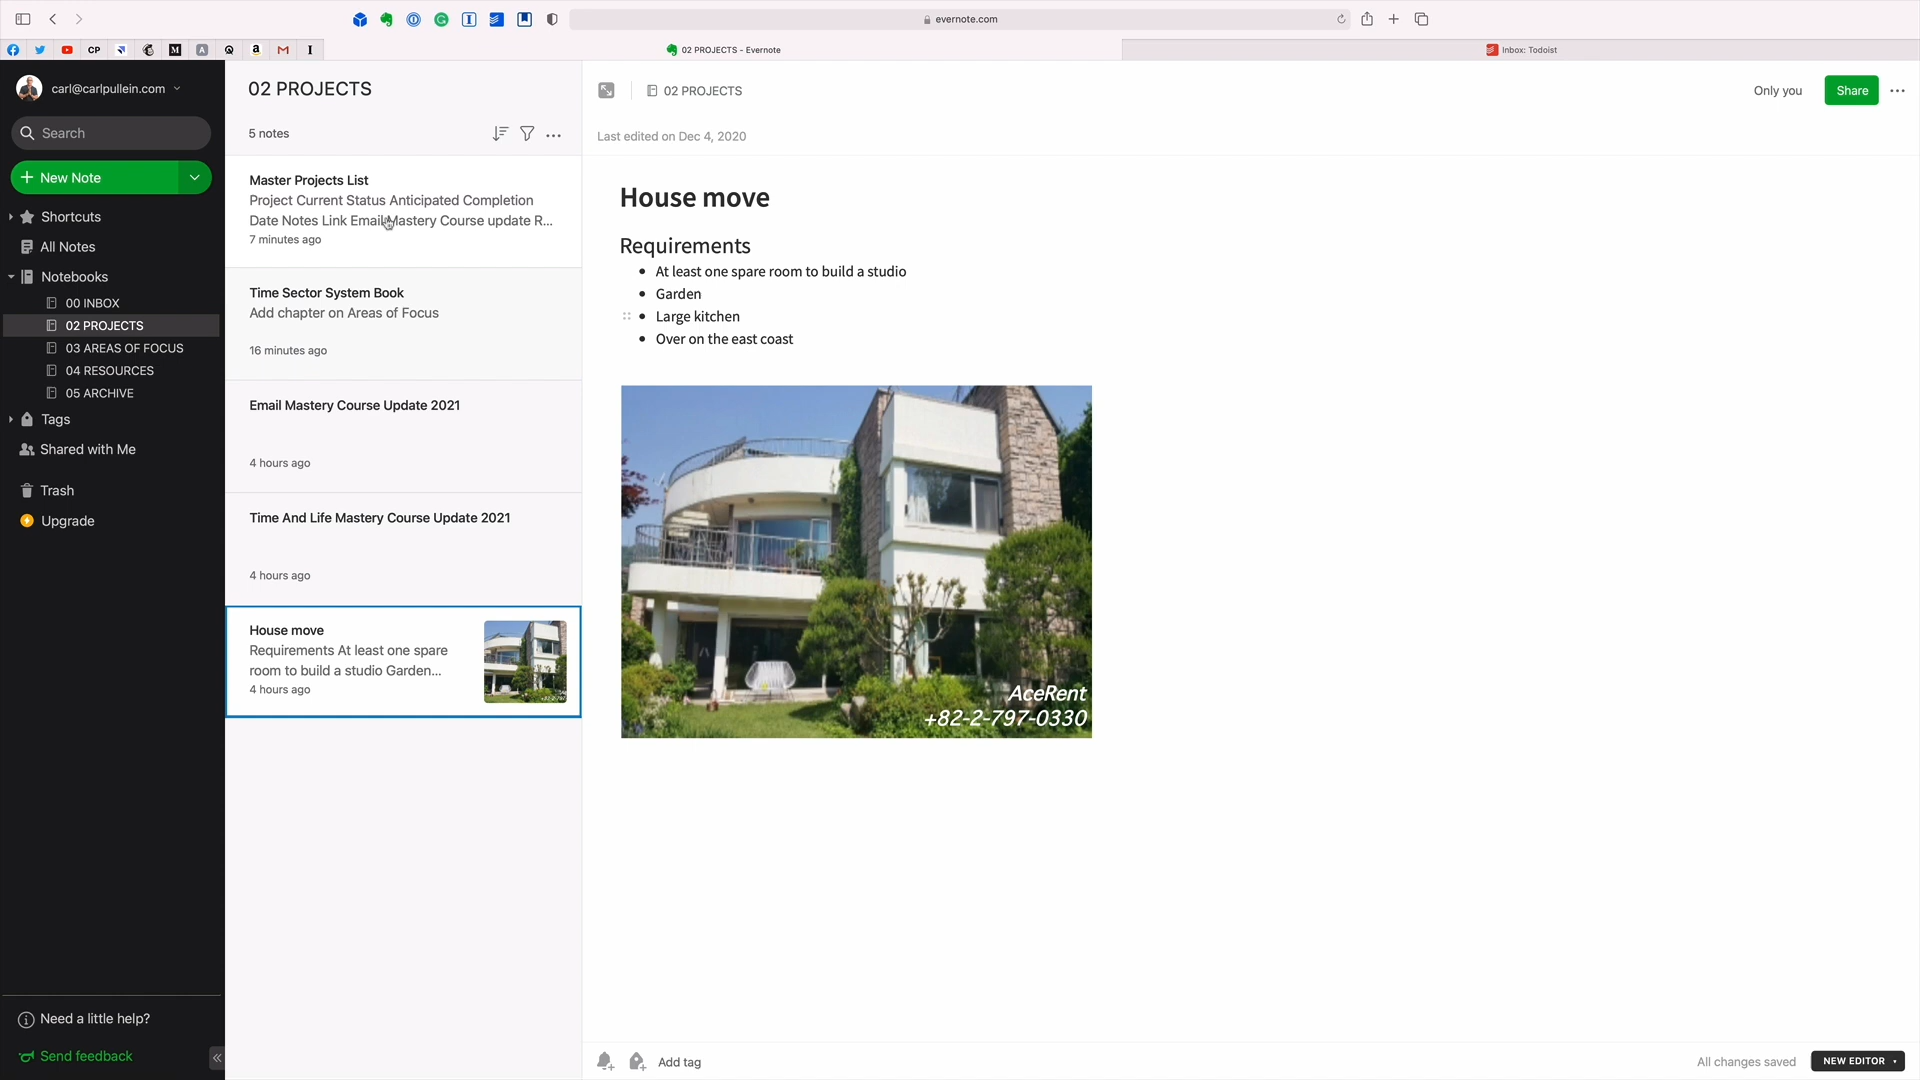 evernote.com
CP
02 PROJECTS - Evernote
Inbox: Todoist
carl@carlpullein.com
Search
New Note
Shortcuts
All Notes
Notebooks
00 INBOX
02 PROJECTS
03 AREAS OF FOCUS
04 RESOURCES
05 ARCHIVE
Tags
Shared with Me
Trash
Upgrade
Need a little help?
Send feedback
02 PROJECTS
5 notes
Master Projects List
Project Current Status Anticipated Completion
Date Notes Link Email Mastery Course update R...
7 minutes ago
Time Sector System Book
Add chapter on Areas of Focus
16 minutes ago
Email Mastery Course Update 2021
4 hours ago
Time And Life Mastery Course Update 2021
4 hours ago
House move
Requirements At least one spare
room to build a studio Garden...
4 hours ago
02 PROJECTS
Only you
Share
Last edited on Dec 4, 2020
House move
Requirements
• At least one spare room to build a studio
• Garden
• Large kitchen
• Over on the east coast
AceRent
+82-2-797-0330
Add tag
All changes saved
NEW EDITOR